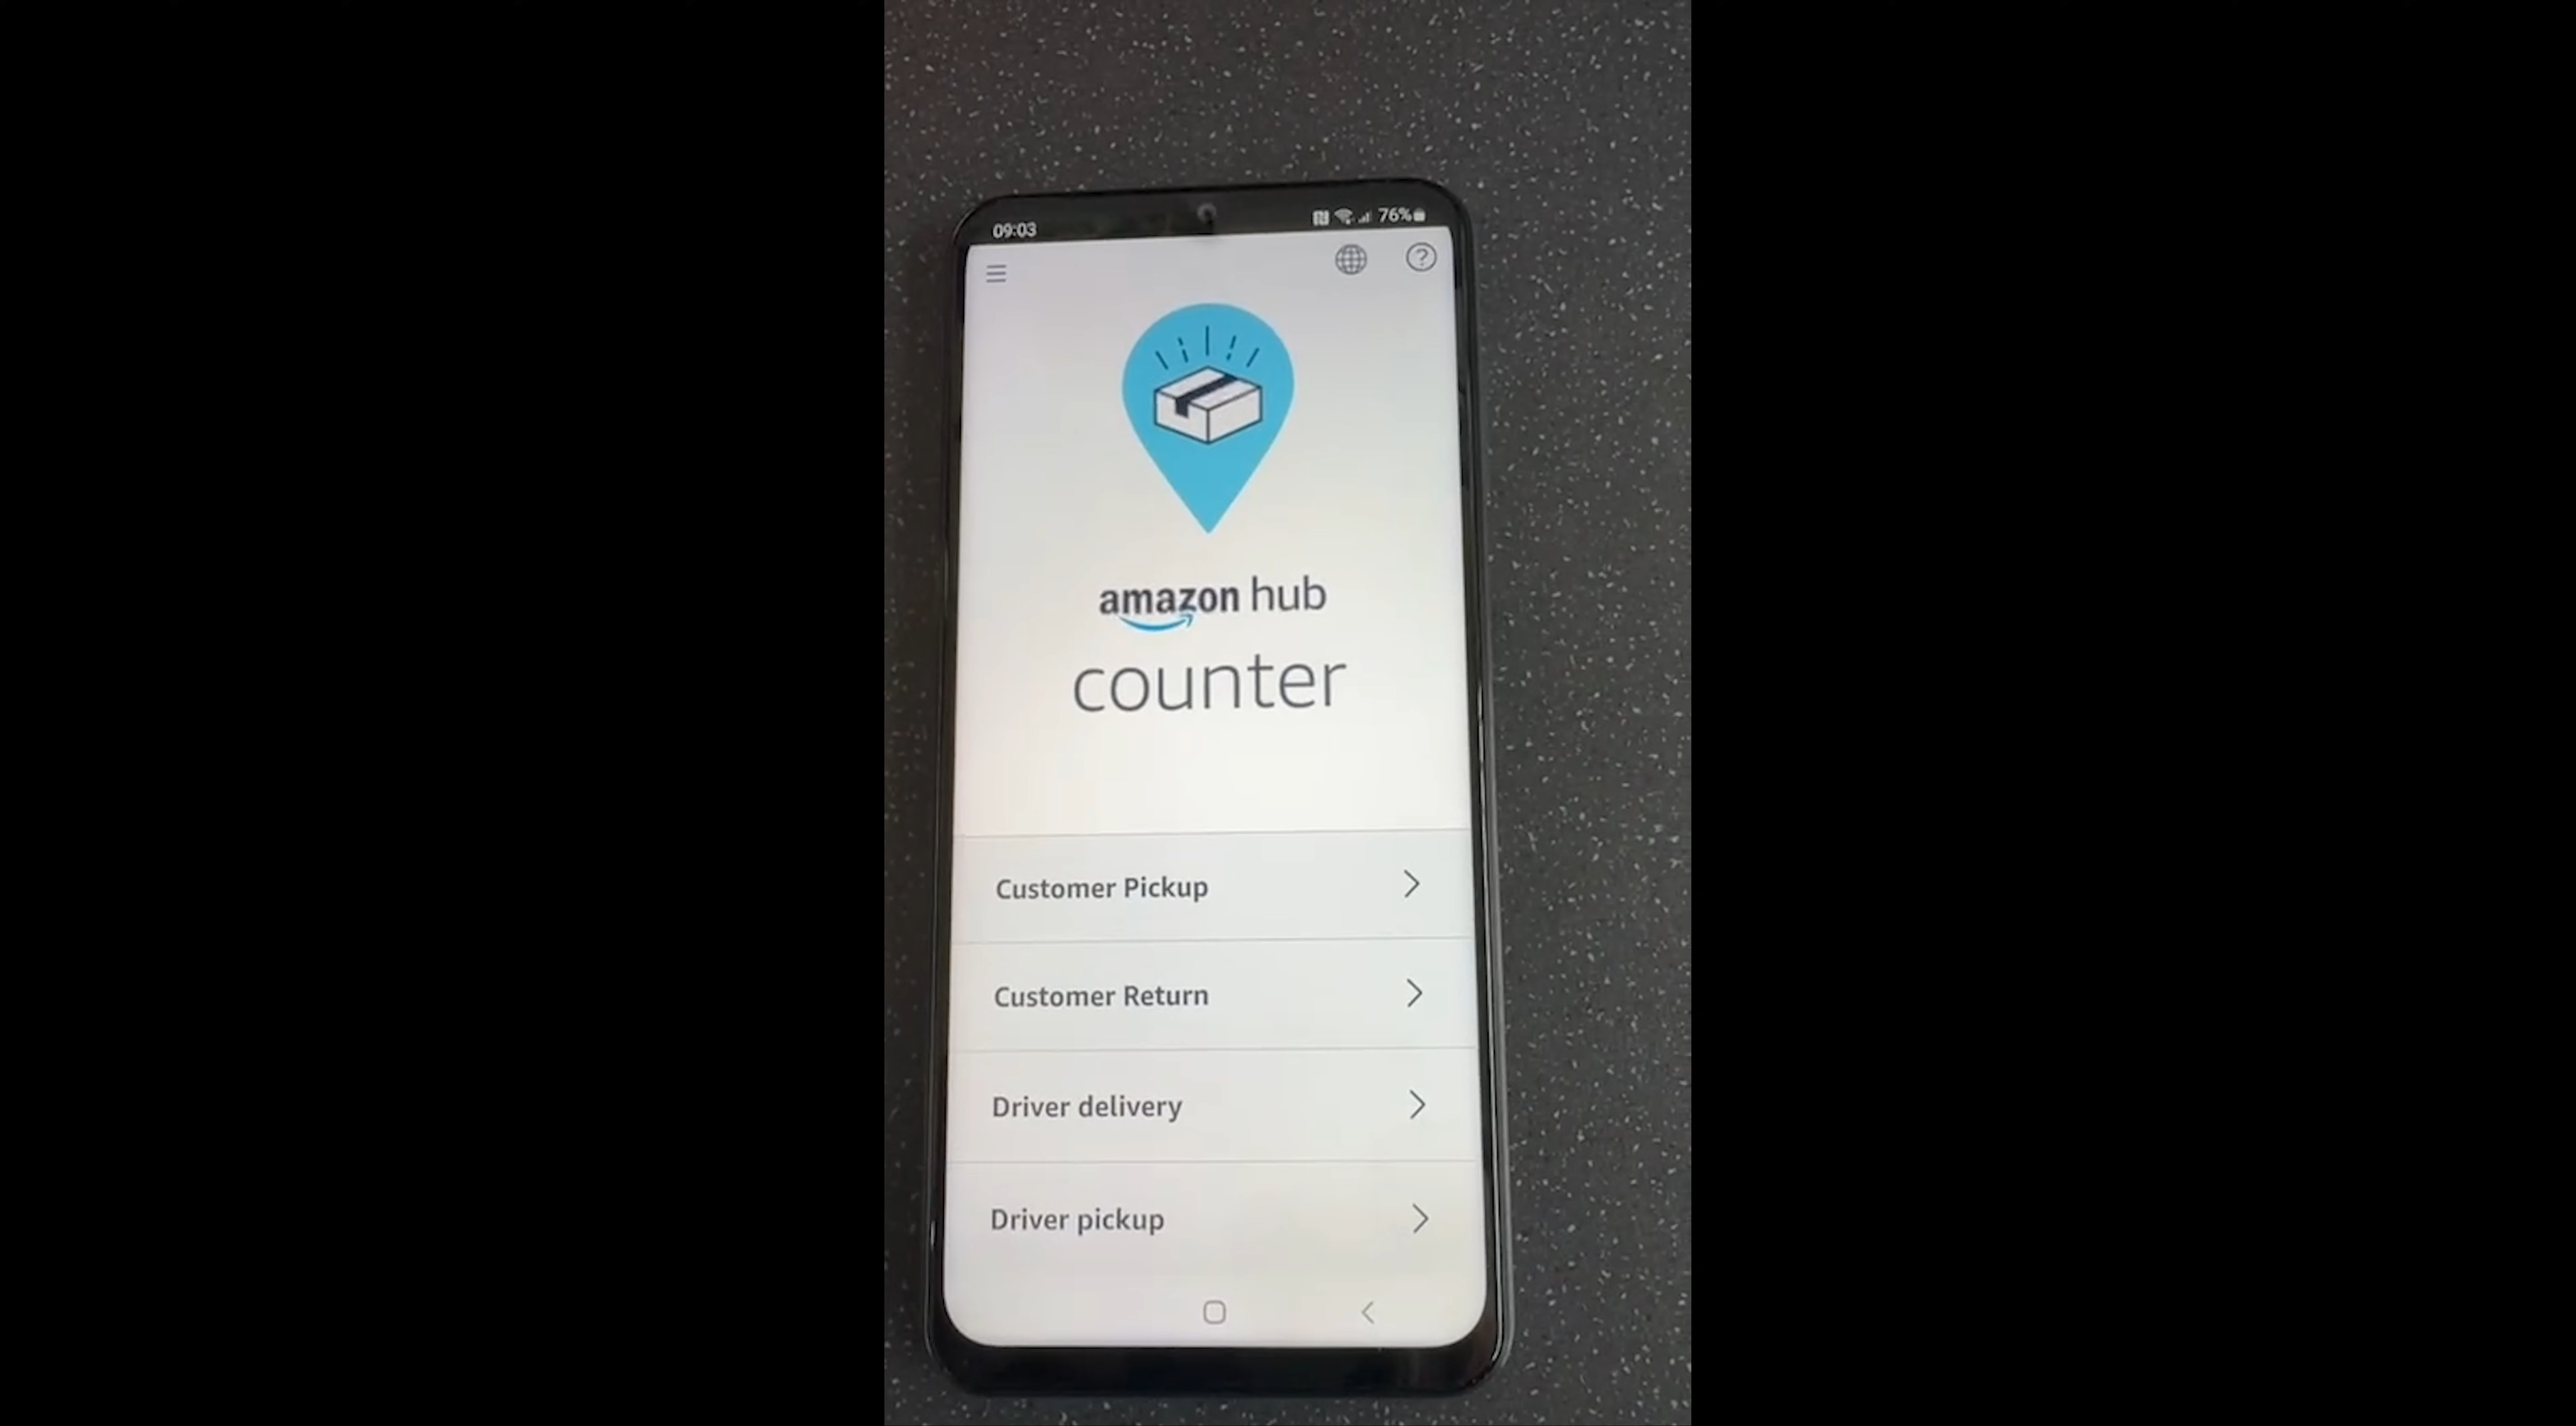 09:03 76%
amazon hub
counter
Customer Pickup
Customer Return
Driver delivery
Driver pickup